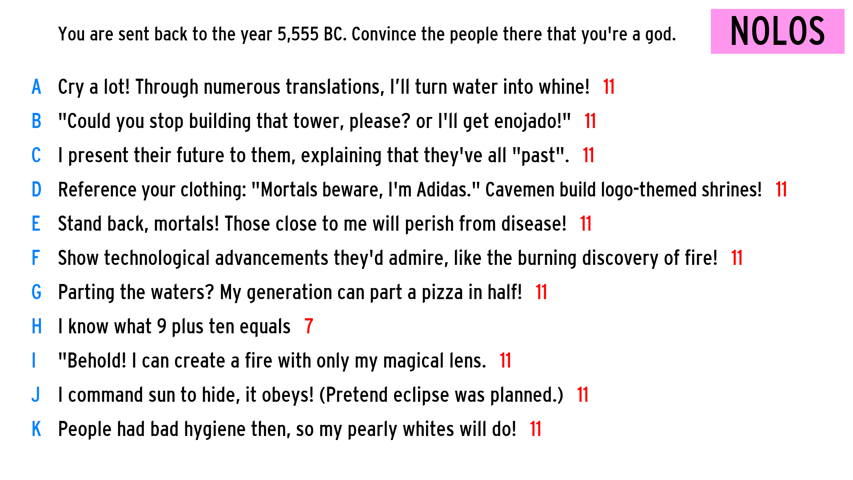 You are sent back to the year 5,555 BC. Convince the people there that you're a god.
NOLOS
A Cry a lot! Through numerous translations, I’ll turn water into whine! 11
B "Could you stop building that tower, please? or I'll get enojado!" 11
C I present their future to them, explaining that they've all "past". 11
D Reference your clothing: "Mortals beware, I'm Adidas." Cavemen build logo-themed shrines! 11
E Stand back, mortals! Those close to me will perish from disease! 11
F Show technological advancements they'd admire, like the burning discovery of fire! 11
G Parting the waters? My generation can part a pizza in half! 11
H I know what 9 plus ten equals 7
I "Behold! I can create a fire with only my magical lens. 11
J I command sun to hide, it obeys! (Pretend eclipse was planned.) 11
K People had bad hygiene then, so my pearly whites will do! 11